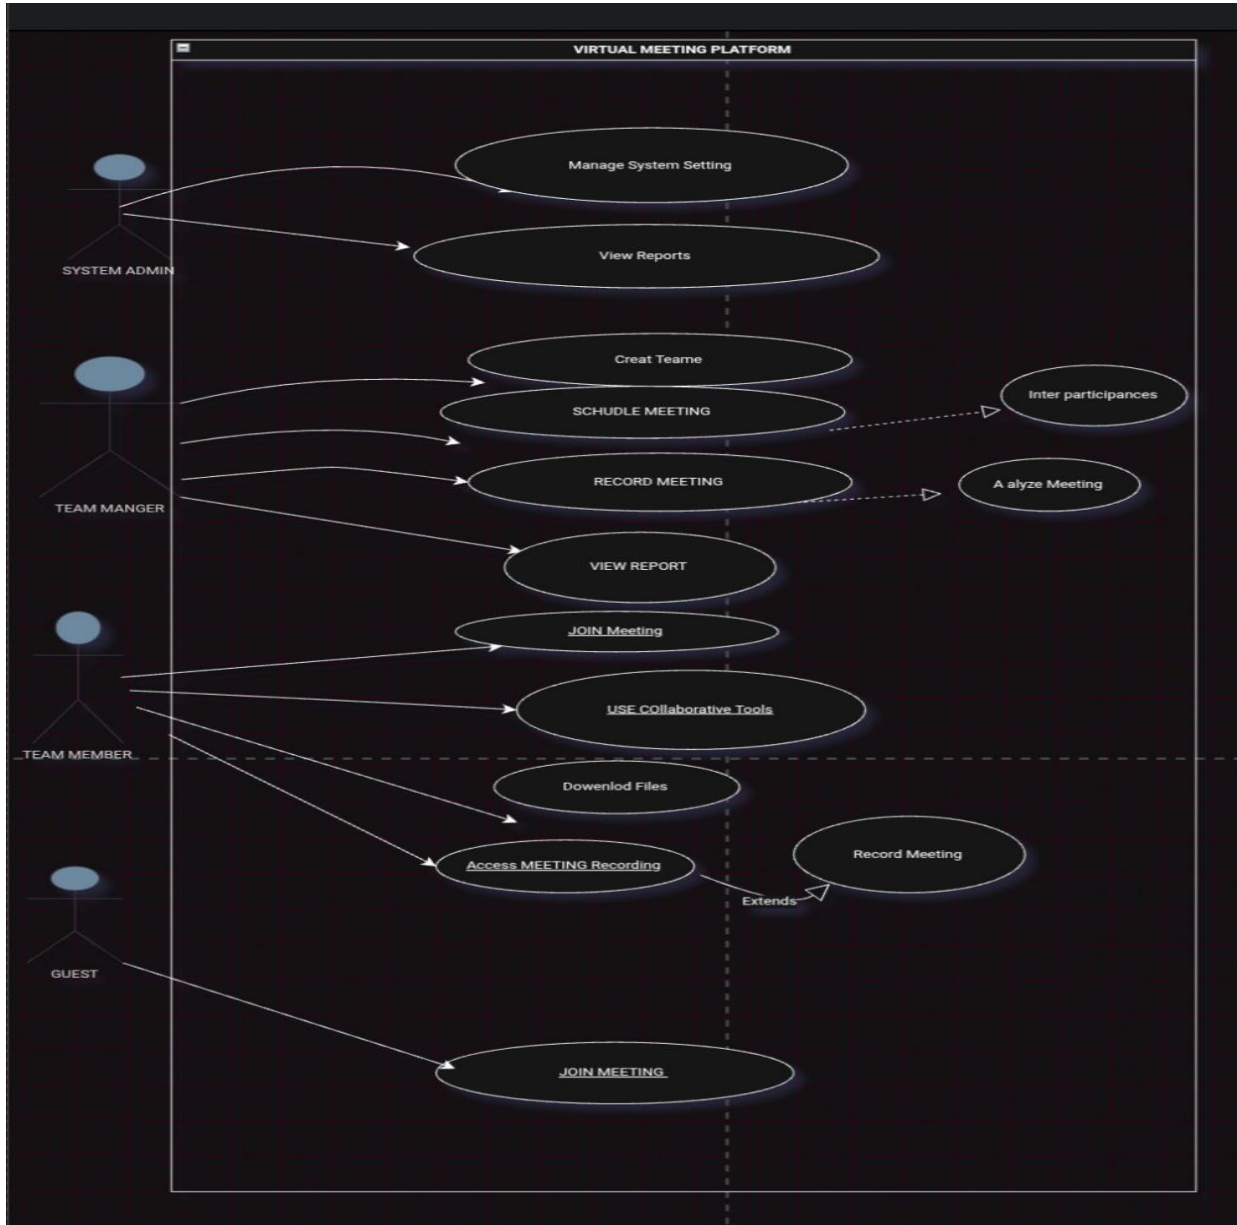 VIRTUAL MEETING PLATFORM
Manage System Setting
View Reports
SYSTEM ADMIN
Creat Teame
Inter participances
SCHUDLE MEETING
RECORD MEETING
A alyze Meeting
TEAM MANGER
VIEW REPORT
JOIN Meeting
USE COllaborative Tools
TEAM MEMBER
Dowenlod Files
Record Meeting
Access MEETING Recording
Extends
GUEST
JOIN MEETING